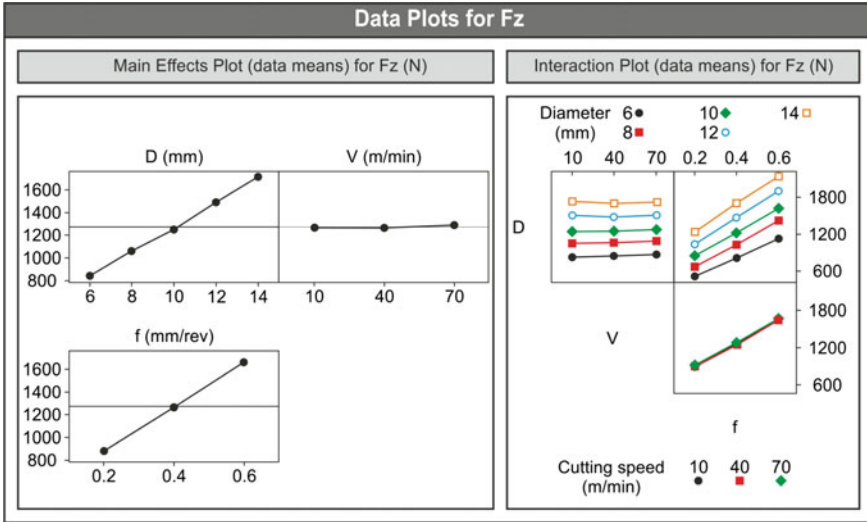 Data Plots for Fz
Main Effects Plot (data means) for Fz (N)
D (mm)
V (m/min)
1600
1400
1200
1000
800
6 8 10 12 14
10 40 70
f (mm/rev)
1600
1400
1200
1000
800
0.2 0.4 0.6
Interaction Plot (data means) for Fz (N)
Diameter 6 10 14
(mm) 8 12
10 40 70 0.2 0.4 0.6
D
1800
1200
600
V
1800
1200
600
f
Cutting speed 10 40 70
(m/min)